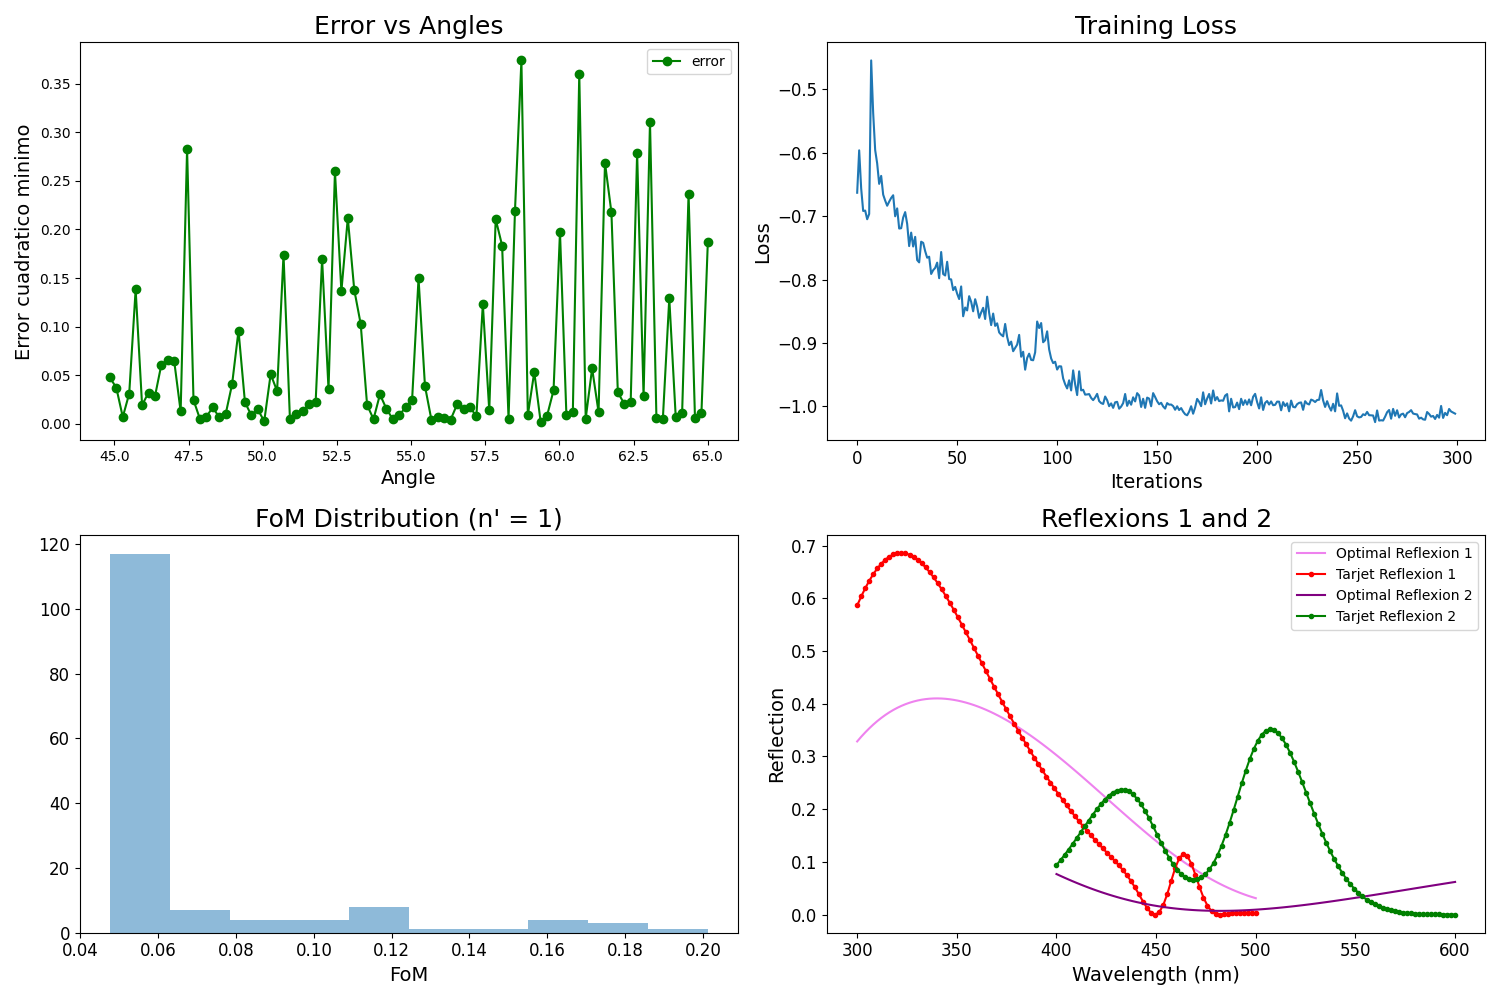 Error vs Angles
error
Error cuadratico minimo
0.35
0.30
0.25
0.20
0.15
0.10
0.05
0.00
45.0 47.5 50.0 52.5 55.0 57.5 60.0 62.5 65.0
Angle
Training Loss
Loss
−0.5
−0.6
−0.7
−0.8
−0.9
−1.0
0 50 100 150 200 250 300
Iterations
FoM Distribution (n' = 1)
120
100
80
60
40
20
0
0.04 0.06 0.08 0.10 0.12 0.14 0.16 0.18 0.20
FoM
Reflexions 1 and 2
Optimal Reflexion 1
Tarjet Reflexion 1
Optimal Reflexion 2
Tarjet Reflexion 2
Reflection
0.7
0.6
0.5
0.4
0.3
0.2
0.1
0.0
300 350 400 450 500 550 600
Wavelength (nm)